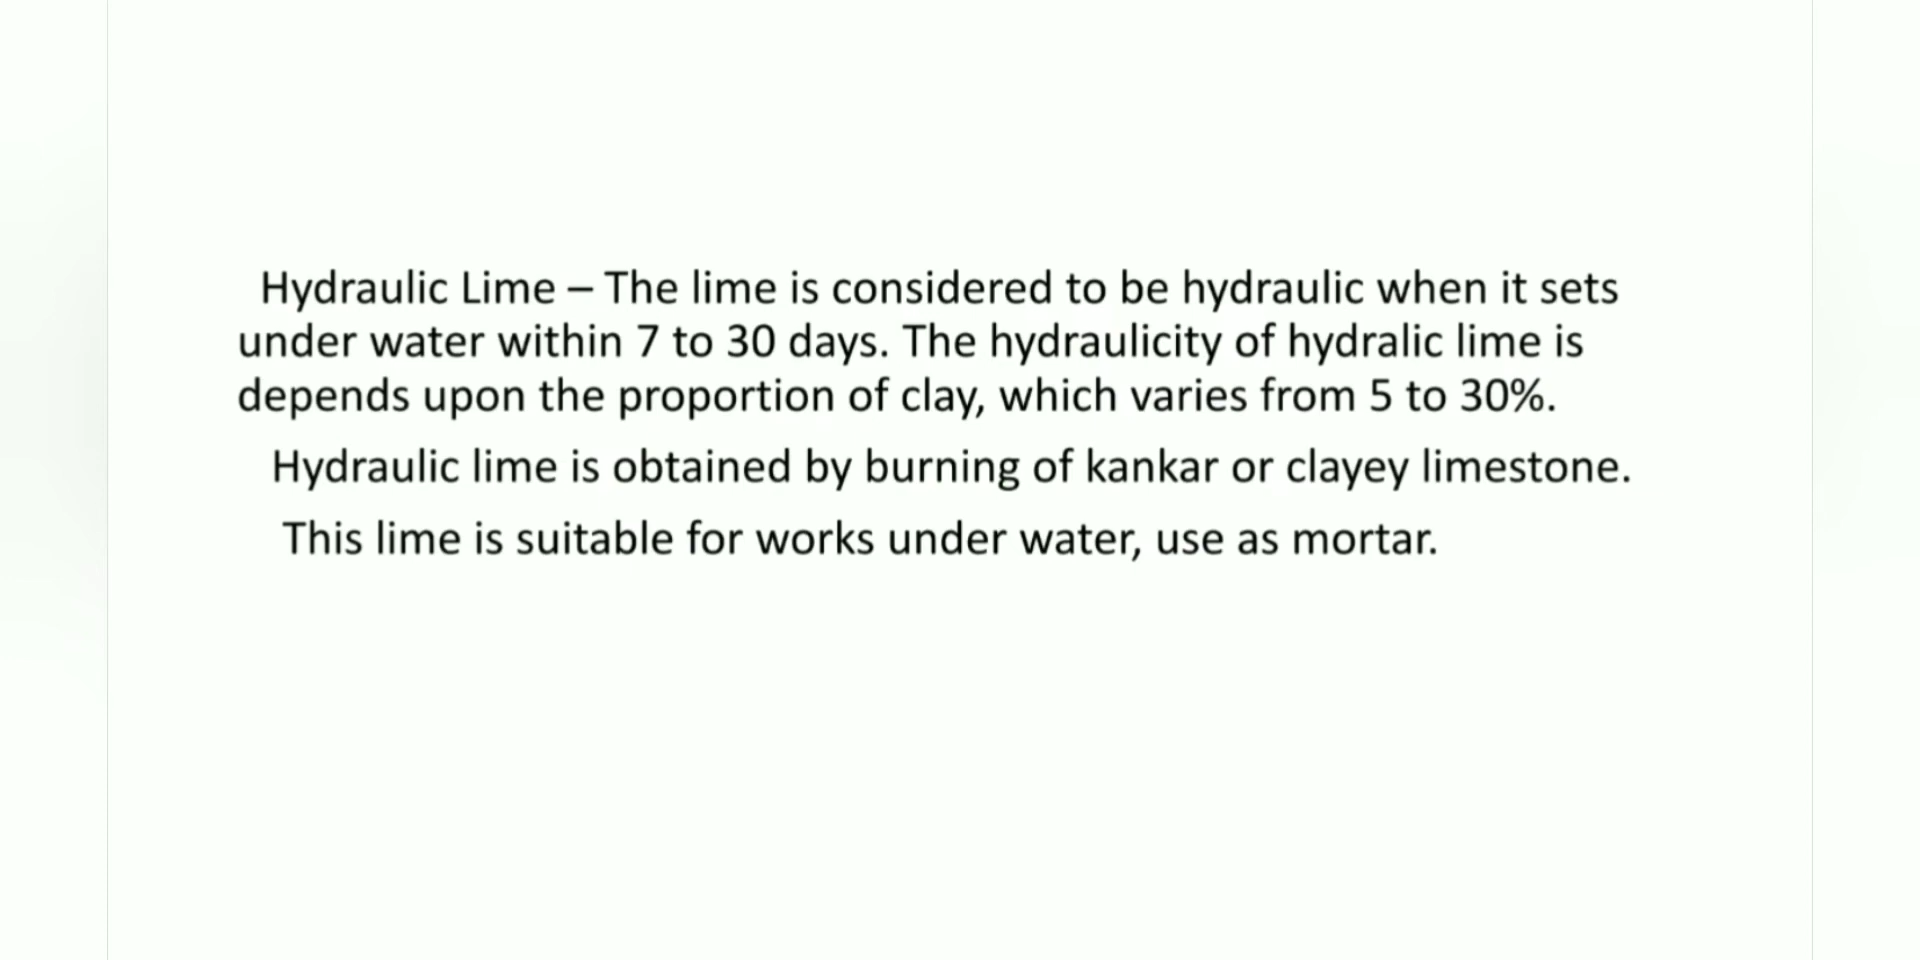 Hydraulic Lime – The lime is considered to be hydraulic when it sets
under water within 7 to 30 days. The hydraulicity of hydralic lime is
depends upon the proportion of clay, which varies from 5 to 30%.
Hydraulic lime is obtained by burning of kankar or clayey limestone.
This lime is suitable for works under water, use as mortar.